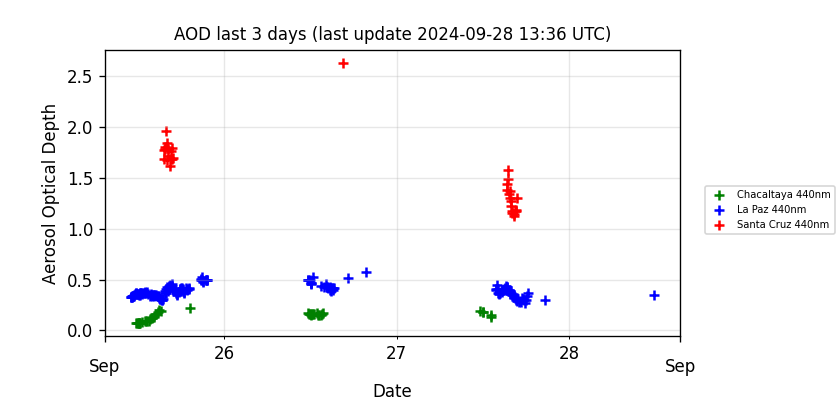 AOD last 3 days (last update 2024-09-28 13:36 UTC)
Aerosol Optical Depth
2.5
2.0
1.5
1.0
0.5
0.0
Chacaltaya 440nm
La Paz 440nm
Santa Cruz 440nm
26
27
28
Sep
Sep
Date